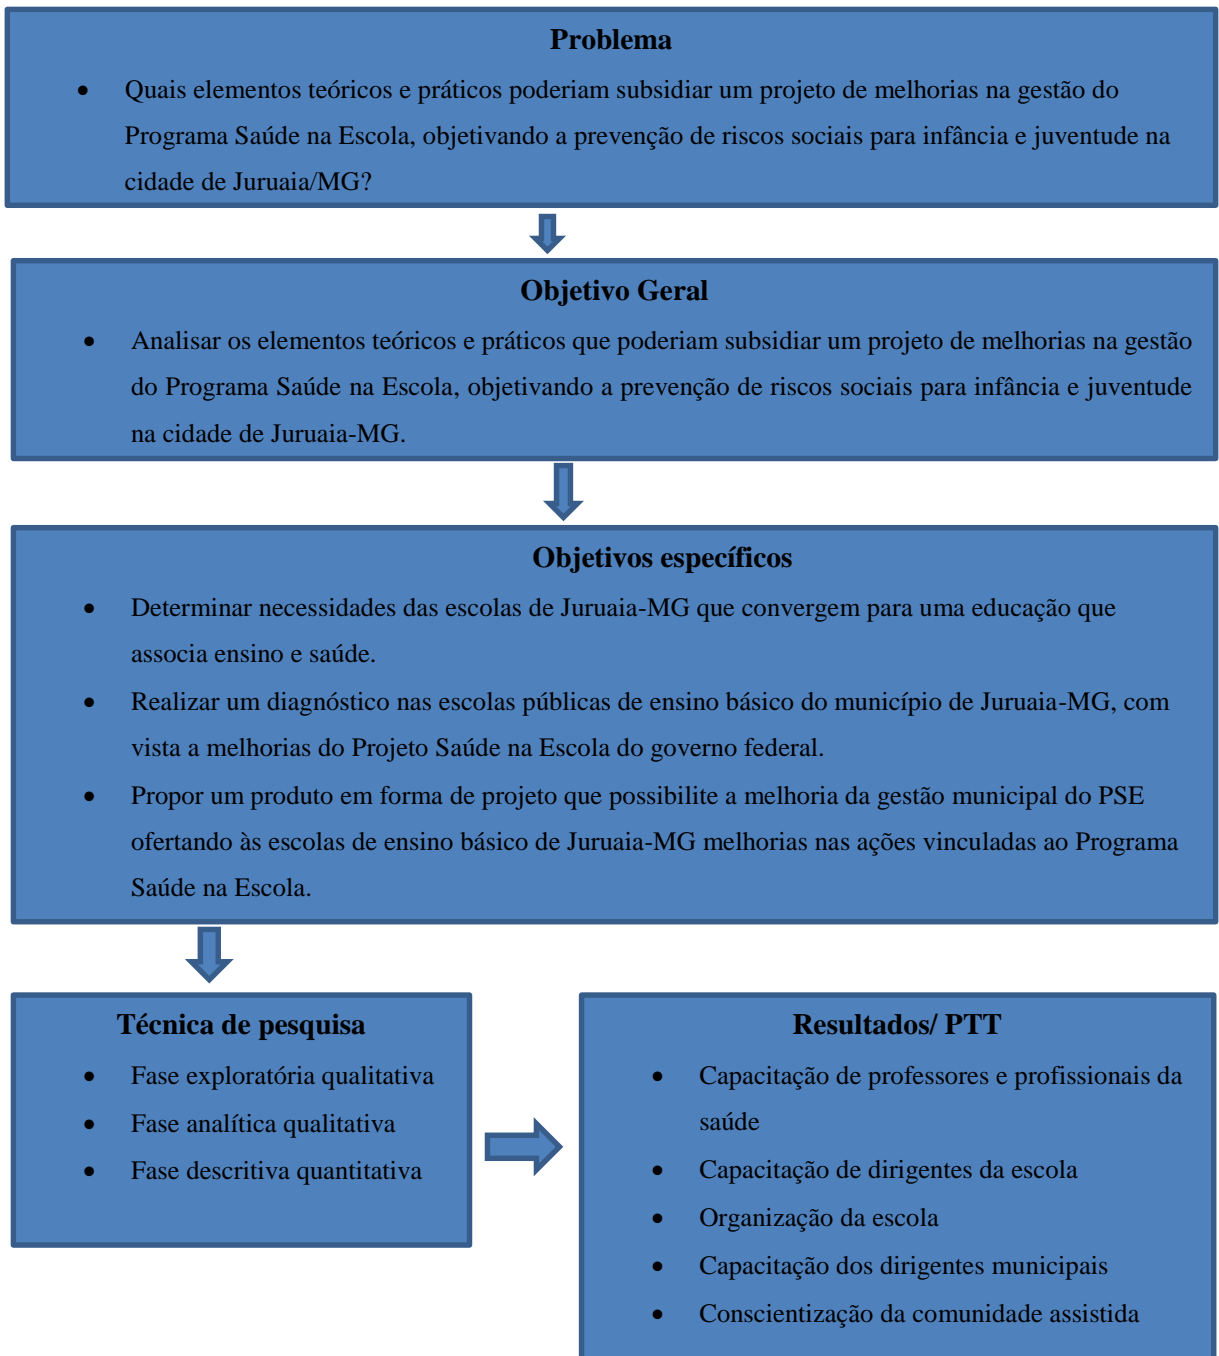 Problema
• Quais elementos teóricos e práticos poderiam subsidiar um projeto de melhorias na gestão do
Programa Saúde na Escola, objetivando a prevenção de riscos sociais para infância e juventude na
cidade de Juruaia/MG?
Objetivo Geral
• Analisar os elementos teóricos e práticos que poderiam subsidiar um projeto de melhorias na gestão
do Programa Saúde na Escola, objetivando a prevenção de riscos sociais para infância e juventude
na cidade de Juruaia-MG.
Objetivos específicos
• Determinar necessidades das escolas de Juruaia-MG que convergem para uma educação que
associa ensino e saúde.
• Realizar um diagnóstico nas escolas públicas de ensino básico do município de Juruaia-MG, com
vista a melhorias do Projeto Saúde na Escola do governo federal.
• Propor um produto em forma de projeto que possibilite a melhoria da gestão municipal do PSE
ofertando às escolas de ensino básico de Juruaia-MG melhorias nas ações vinculadas ao Programa
Saúde na Escola.
Técnica de pesquisa
• Fase exploratória qualitativa
• Fase analítica qualitativa
• Fase descritiva quantitativa
Resultados/ PTT
• Capacitação de professores e profissionais da
saúde
• Capacitação de dirigentes da escola
• Organização da escola
• Capacitação dos dirigentes municipais
• Conscientização da comunidade assistida